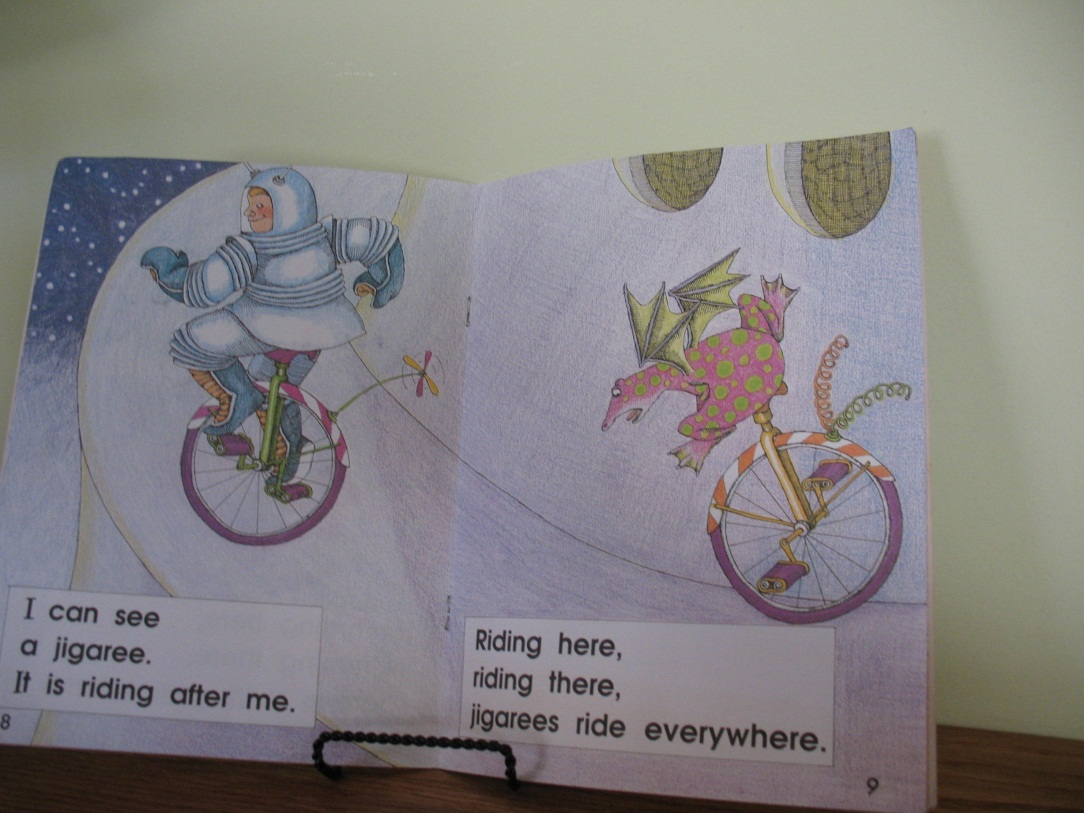 I can see
a jigaree.
It is riding after me.
8
Riding here,
riding there,
jigarees ride everywhere.
9